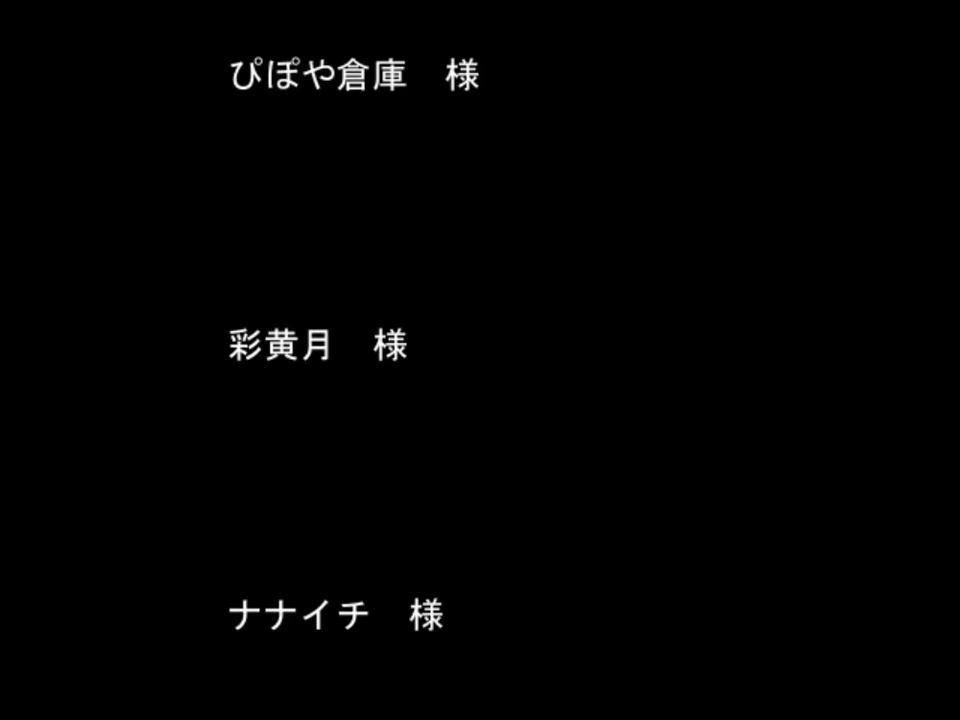 ぴぽや倉庫　様
彩黄月　様
ナナイチ　様